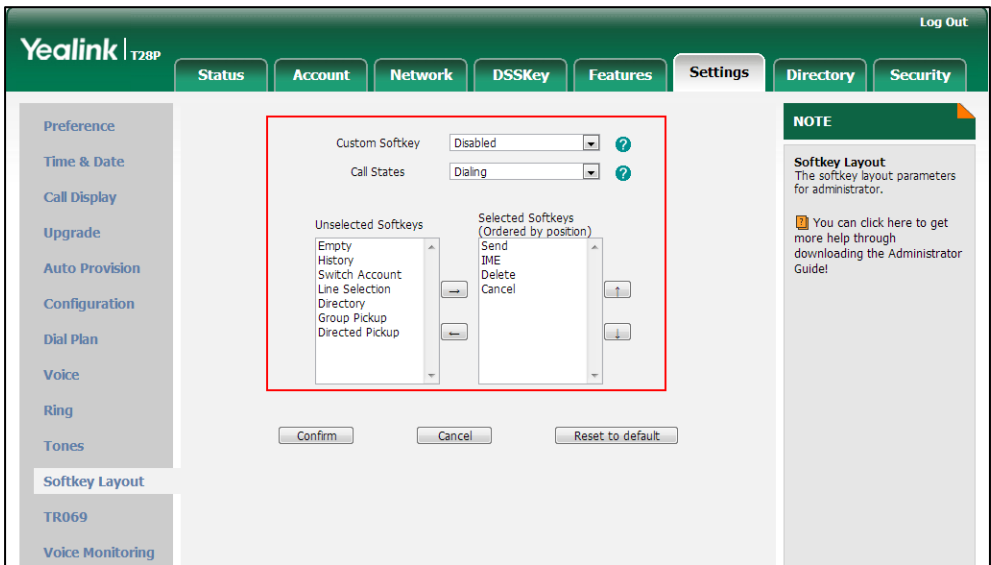 Log Out
Yealink T28P
Status Account Network DSSKey Features Settings Directory Security
Preference
Time & Date
Call Display
Upgrade
Auto Provision
Configuration
Dial Plan
Voice
Ring
Tones
Softkey Layout
TR069
Voice Monitoring
Custom Softkey Disabled ?
Call States Dialing ?
Unselected Softkeys
Empty
History
Switch Account
Line Selection
Directory
Group Pickup
Directed Pickup
→
←
Selected Softkeys
(Ordered by position)
Send
IME
Delete
Cancel
↑
↓
Confirm Cancel Reset to default
NOTE
Softkey Layout
The softkey layout parameters
for administrator.
? You can click here to get
more help through
downloading the Administrator
Guide!